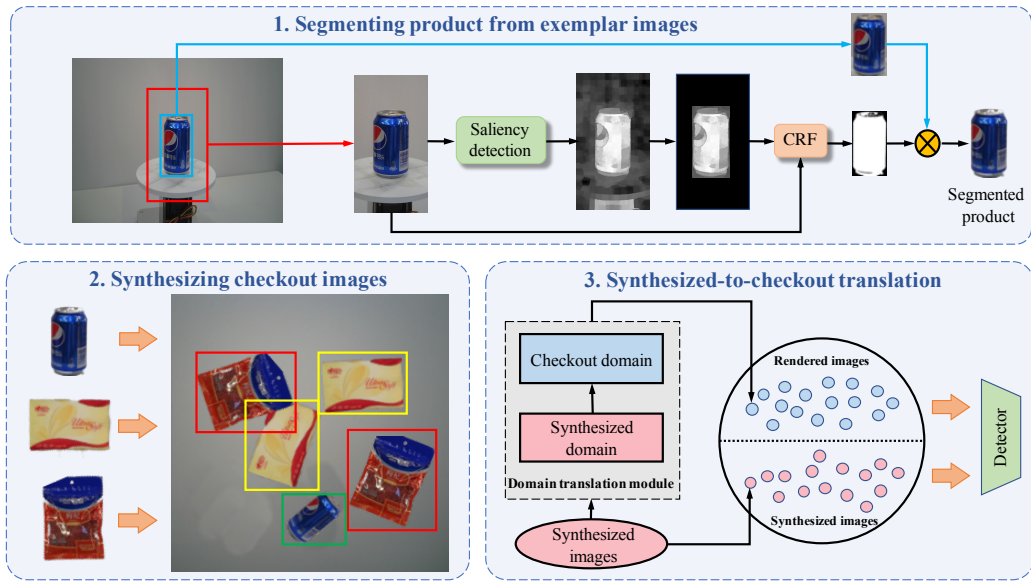 1. Segmenting product from exemplar images
Saliency
detection
CRF
Segmented
product
2. Synthesizing checkout images
3. Synthesized-to-checkout translation
Checkout domain
Synthesized
domain
Domain translation module
Synthesized
images
Rendered images
Synthesized images
Detector